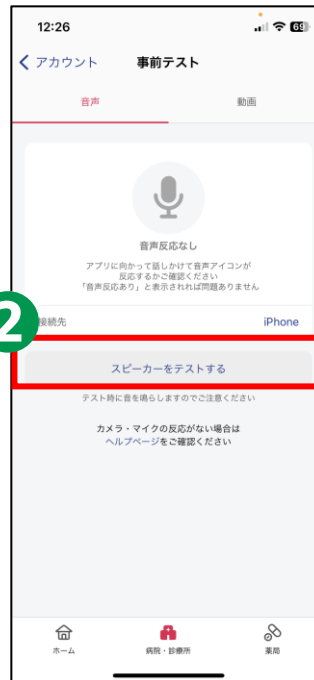 12:26
69
アカウント
事前テスト
音声
動画
音声反応なし
アプリに向かって話しかけて音声アイコンが
反応するかご確認ください
「音声反応あり」と表示されれば問題ありません
2
接続先
iPhone
スピーカーをテストする
テスト時に音を鳴らしますのでご注意ください
カメラ・マイクの反応がない場合は
ヘルプページをご確認ください
ホーム
病院・診療所
薬局